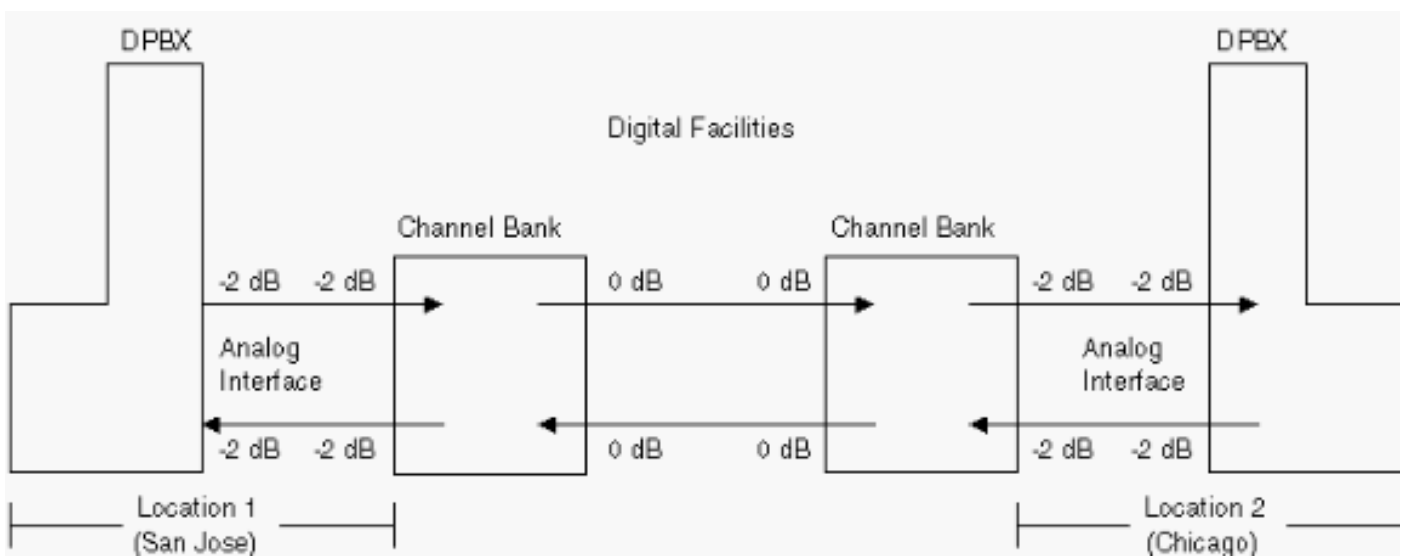 DPBX DPBX
Digital Facilities
Channel Bank Channel Bank
-2 dB -2 dB 0 dB 0 dB -2 dB -2 dB
Analog Analog
Interface Interface
-2 dB -2 dB 0 dB 0 dB -2 dB -2 dB
Location 1 Location 2
(San Jose) (Chicago)